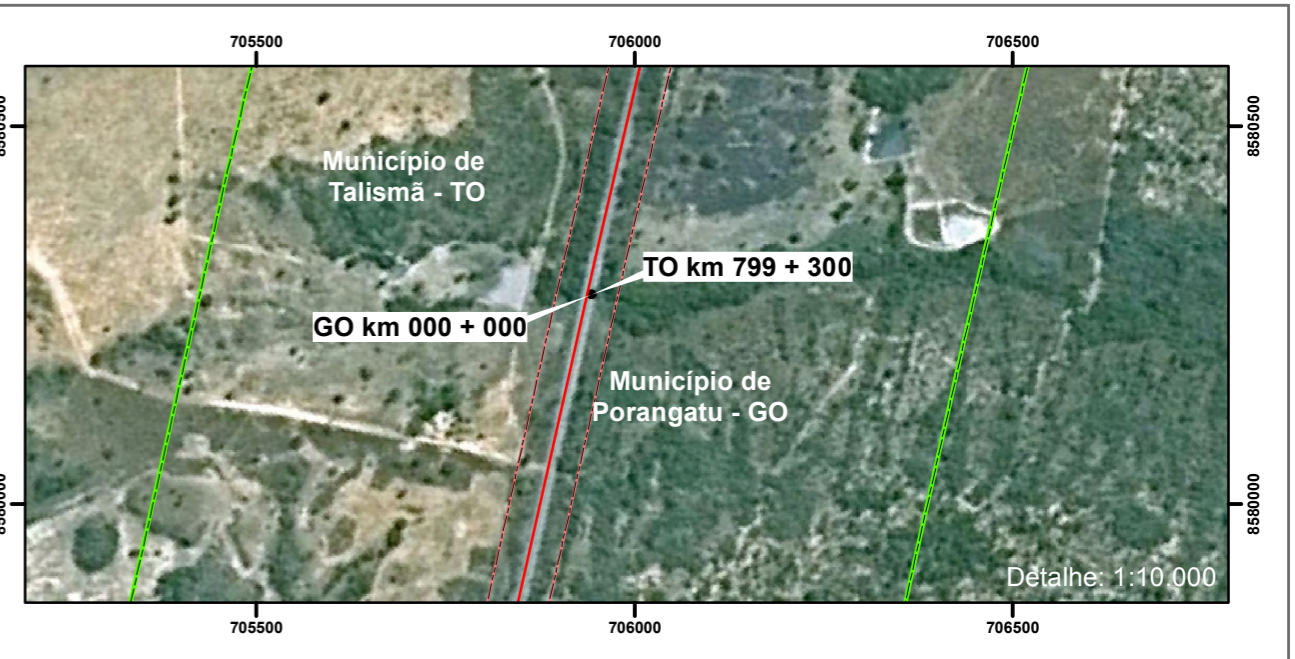 705500
706000
706500
8580500
Município de
Talismã - TO
TO km 799 + 300
GO km 000 + 000
Município de
Porangatu - GO
8580000
Detalhe: 1:10.000
705500
706000
706500